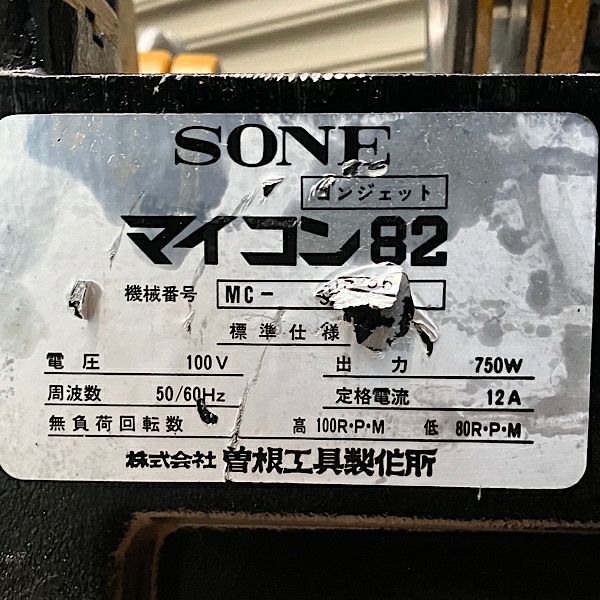 SONE
コンジェット
マイコン82
機械番号 MC-
標準仕様
電圧 100V 出力 750W
周波数 50/60Hz 定格電流 12A
無負荷回転数 高 100R·P·M 低 80R·P·M
株式会社 曽根工具製作所